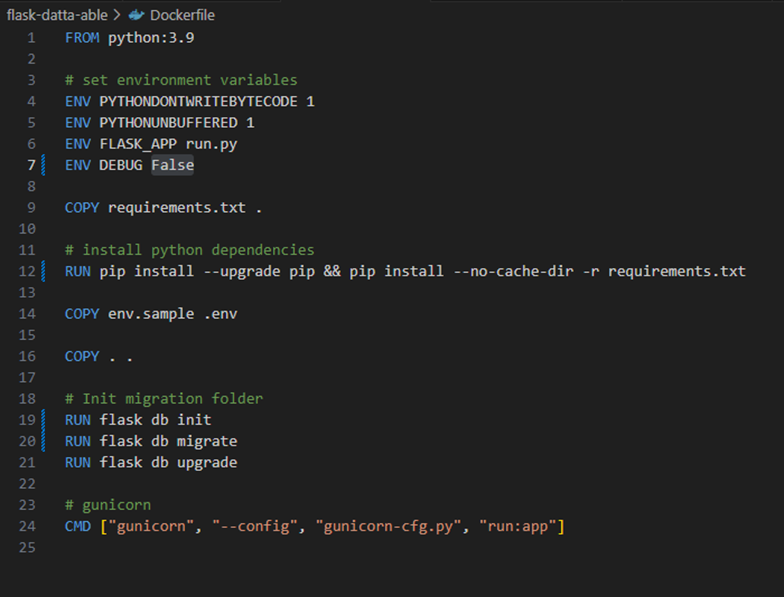 flask-datta-able > Dockerfile
1 FROM python:3.9
2
3 # set environment variables
4 ENV PYTHONDONTWRITEBYTECODE 1
5 ENV PYTHONUNBUFFERED 1
6 ENV FLASK_APP run.py
7 ENV DEBUG False
8
9 COPY requirements.txt .
10
11 # install python dependencies
12 RUN pip install --upgrade pip && pip install --no-cache-dir -r requirements.txt
13
14 COPY env.sample .env
15
16 COPY . .
17
18 # Init migration folder
19 RUN flask db init
20 RUN flask db migrate
21 RUN flask db upgrade
22
23 # gunicorn
24 CMD ["gunicorn", "--config", "gunicorn-cfg.py", "run:app"]
25